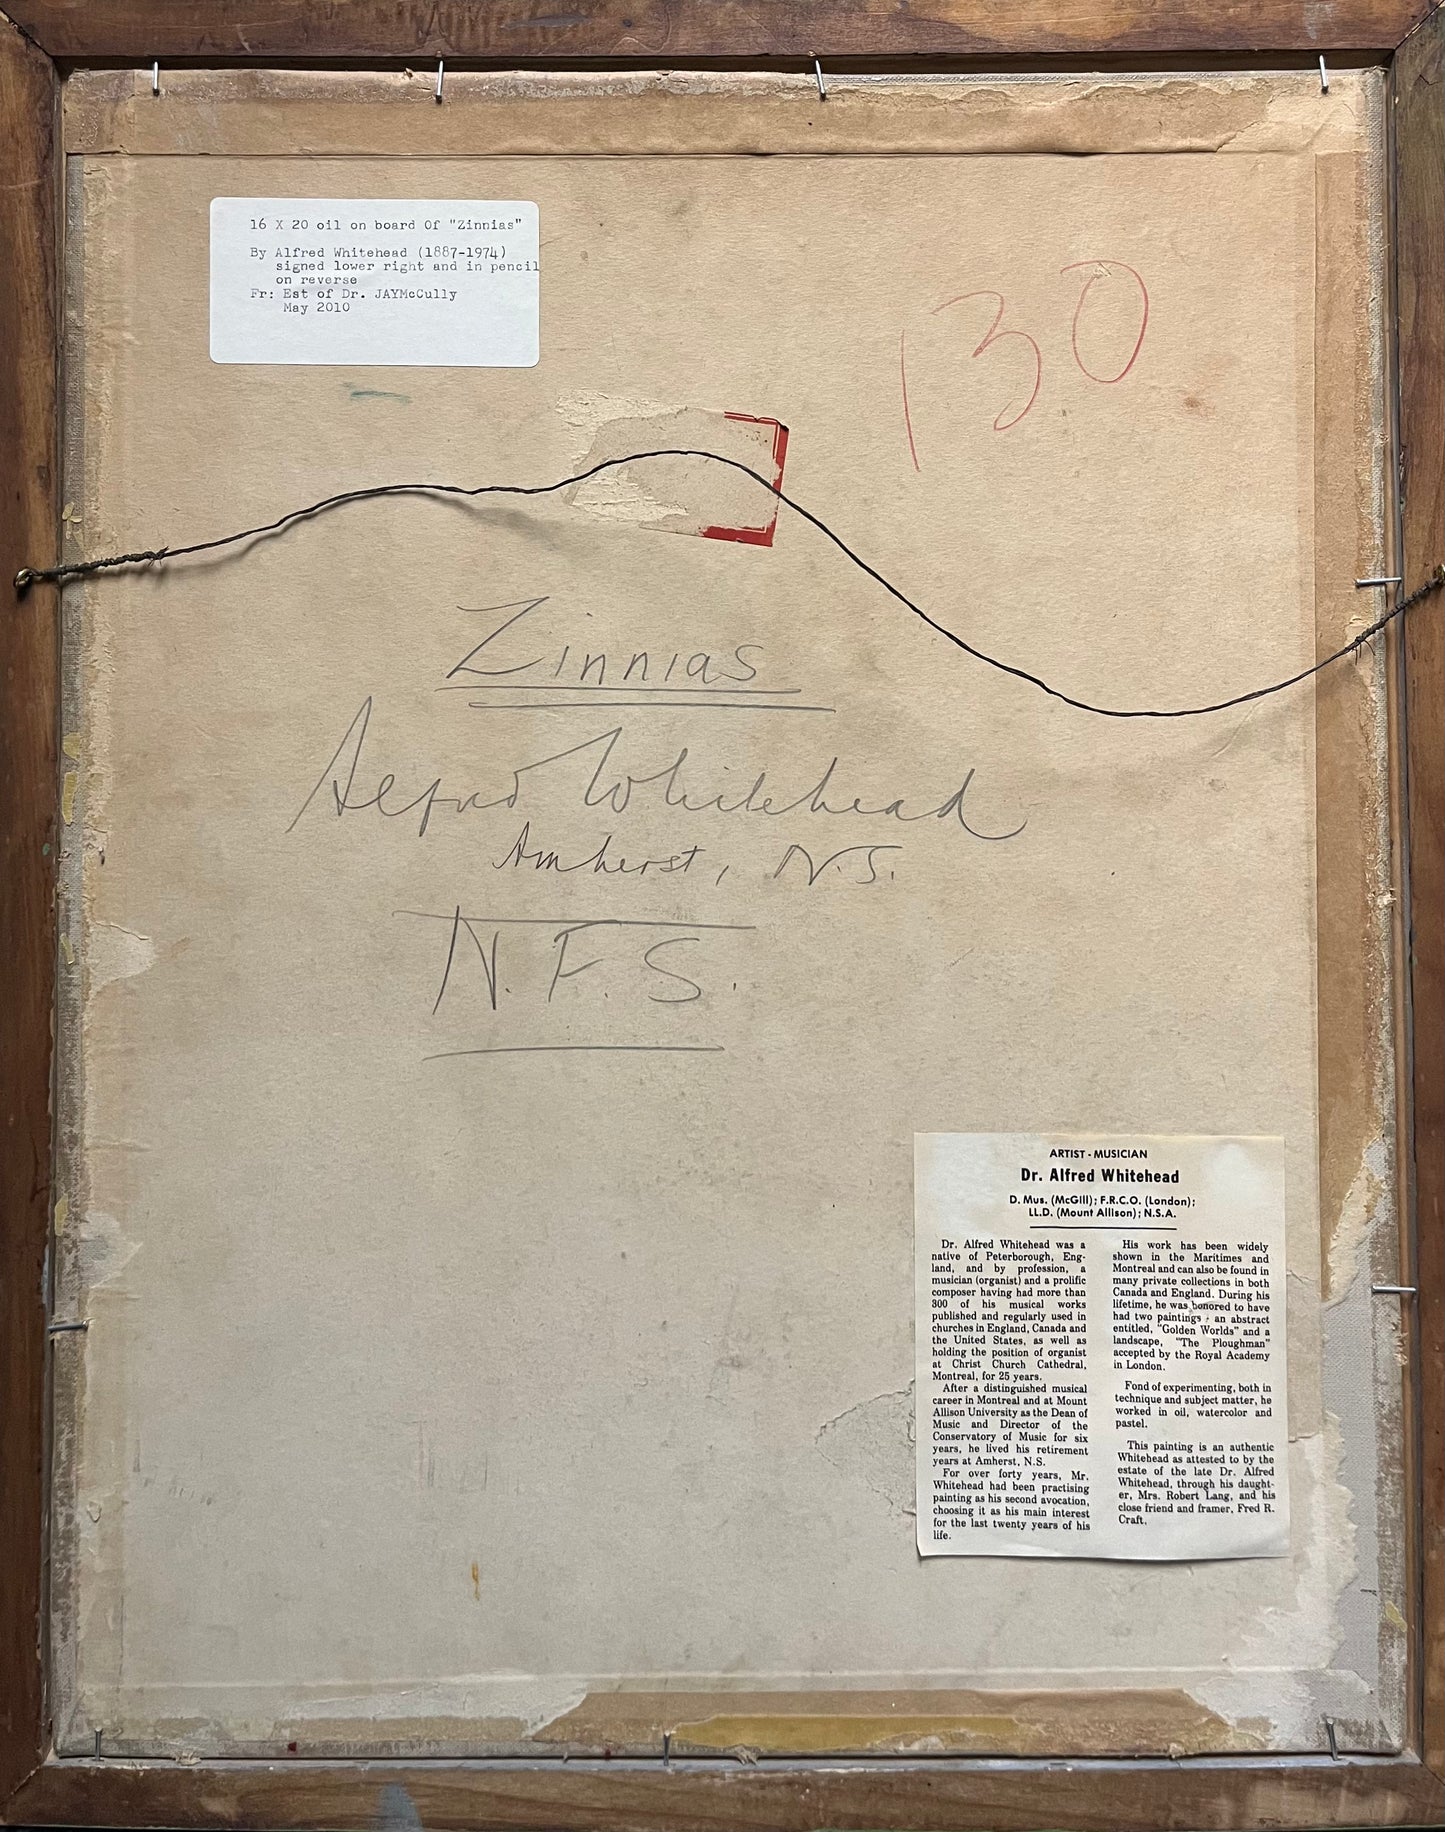 16 X 20 oil on board Of "Zinnias"
By Alfred Whitehead (1887-1974)
signed lower right and in pencil
on reverse
Fr: Est of Dr. JAYMcCully
May 2010
130
Zinnias
Alfred Whitehead
Amherst, N.S.
N.F.S.
ARTIST - MUSICIAN
Dr. Alfred Whitehead
D. Mus. (McGill); F.R.C.O. (London);
LL.D. (Mount Allison); N.S.A.
Dr. Alfred Whitehead was a
native of Peterborough, Eng-
land, and by profession, a
musician (organist) and a prolific
composer having had more than
300 of his musical works
published and regularly used in
churches in England, Canada and
the United States, as well as
holding the position of organist
at Christ Church Cathedral,
Montreal, for 25 years.
After a distinguished musical
career in Montreal and at Mount
Allison University as the Dean of
Music and Director of the
Conservatory of Music for six
years, he lived his retirement
years at Amherst, N.S.
For over forty years, Mr.
Whitehead had been practising
painting as his second avocation,
choosing it as his main interest
for the last twenty years of his
life.
His work has been widely
shown in the Maritimes and
Montreal and can also be found in
many private collections in both
Canada and England. During his
lifetime, he was honored to have
had two paintings - an abstract
entitled, "Golden Worlds" and a
landscape, "The Ploughman"
accepted by the Royal Academy
in London.
Fond of experimenting, both in
technique and subject matter, he
worked in oil, watercolor and
pastel.
This painting is an authentic
Whitehead as attested to by the
estate of the late Dr. Alfred
Whitehead, through his daught-
er, Mrs. Robert Lang, and his
close friend and framer, Fred R.
Craft.